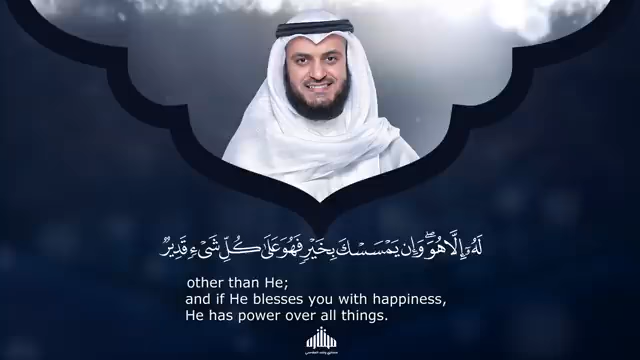 لَهُۥٓ إِلَّا هُوَۖ وَإِن يَمْسَسْكَ بِخَيْرٍ فَهُوَ عَلَىٰ كُلِّ شَىْءٍ قَدِيرٌ
other than He;
and if He blesses you with happiness,
He has power over all things.